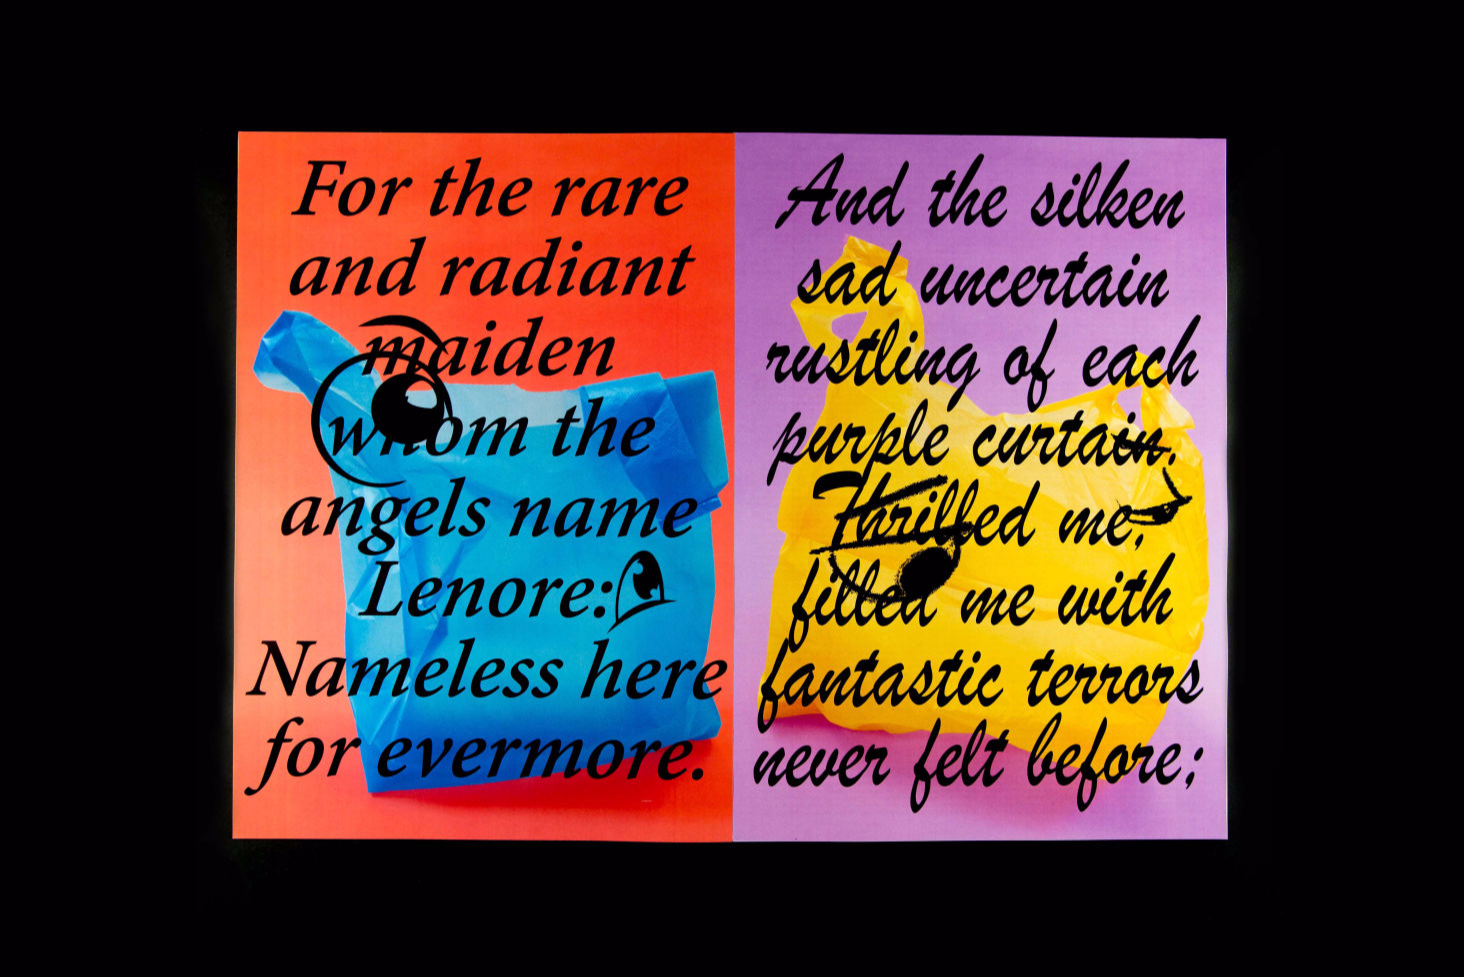 For the rare
and radiant
maiden
whom the
angels name
Lenore:
Nameless here
for evermore.
And the silken
sad uncertain
rustling of each
purple curtain.
Thrilled me,
filled me with
fantastic terrors
never felt before;